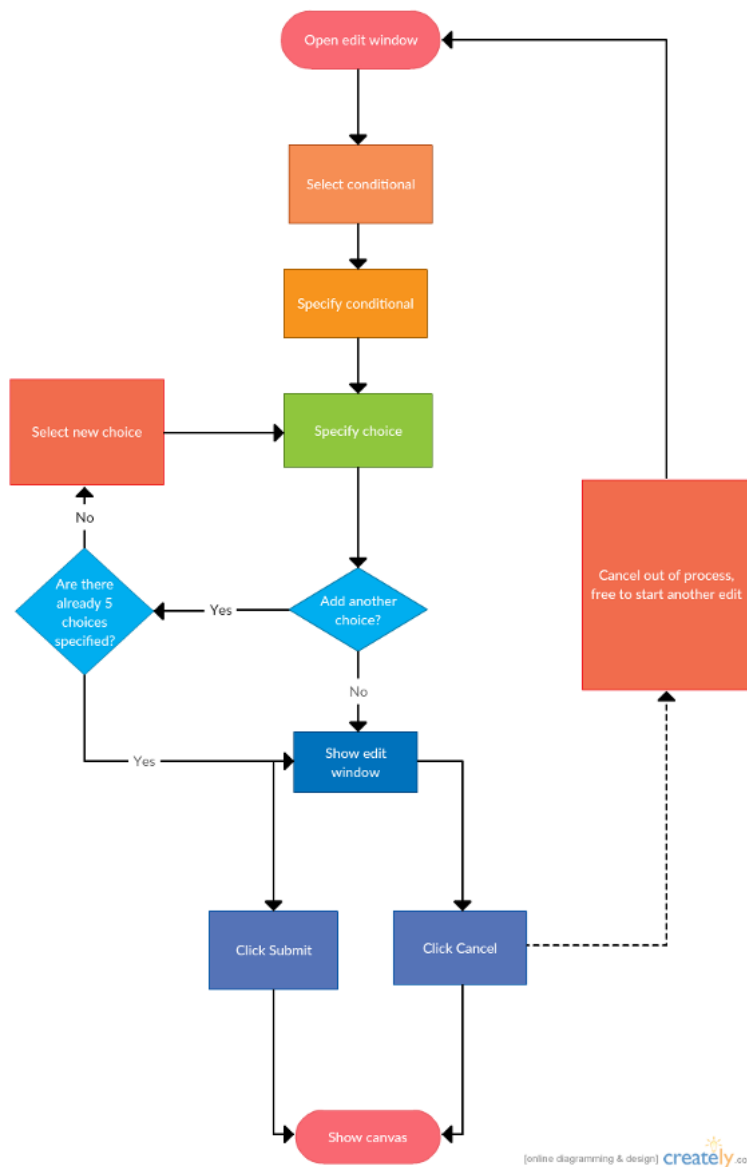 Open edit window
Select conditional
Specify conditional
Select new choice
Specify choice
No
Cancel out of process,
free to start another edit
Are there
already 5
choices
specified?
Yes
Add another
choice?
No
Yes
Show edit
window
Click Submit
Click Cancel
Show canvas
[online diagramming & design] creately.co